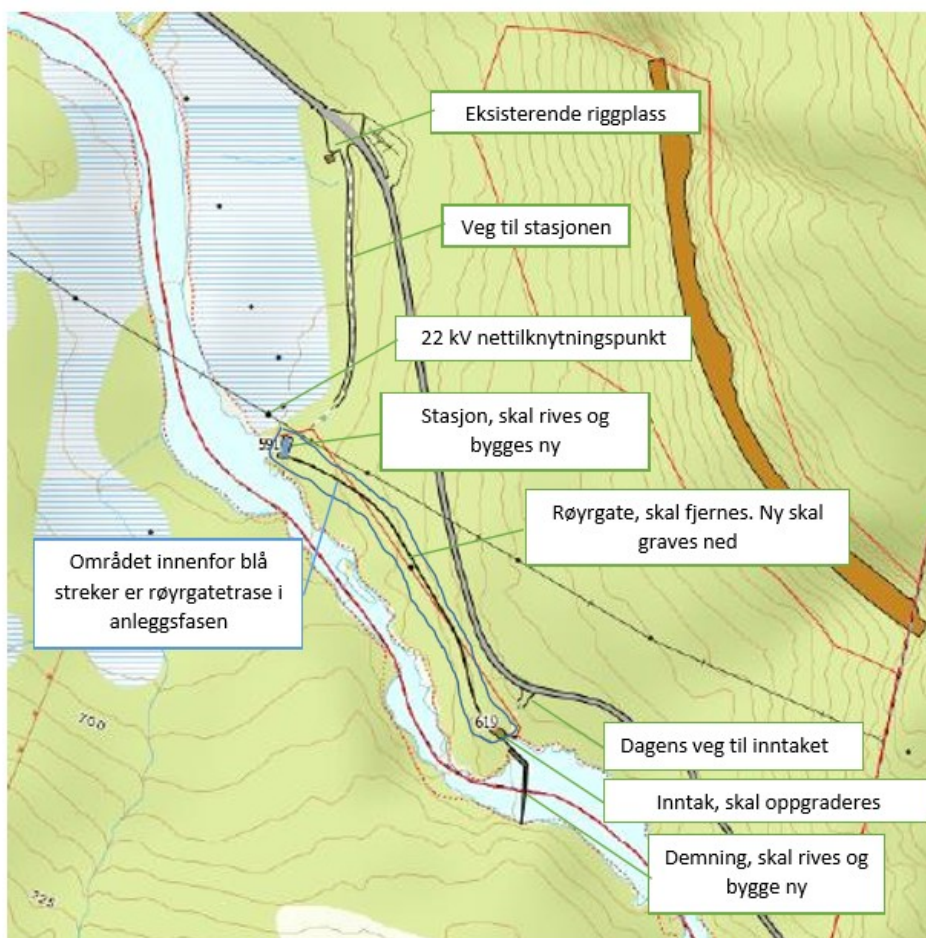 Eksisterende riggplass
Veg til stasjonen
22 kV nettilknytningspunkt
Stasjon, skal rives og
bygges ny
591
Røyrgate, skal fjernes. Ny skal
graves ned
Området innenfor blå
streker er røyrgatetrase i
anleggsfasen
619
700
Dagens veg til inntaket
Inntak, skal oppgraderes
Demning, skal rives og
bygge ny
725